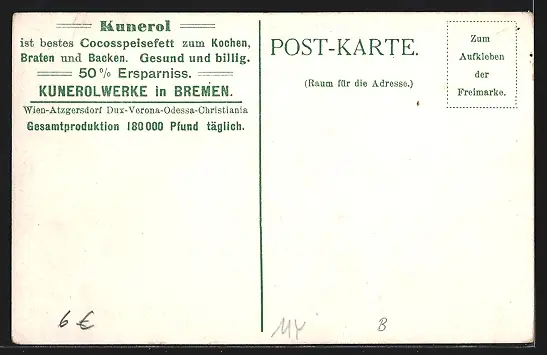 Kunerol
ist bestes Cocosspeisefett zum Kochen,
Braten und Backen. Gesund und billig.
50% Ersparniss.
KUNEROLWERKE in BREMEN.
Wien-Atzgersdorf Dux-Verona-Odessa-Christiania
Gesamtproduktion 180000 Pfund täglich.
POST-KARTE.
(Raum für die Adresse.)
Zum
Aufkleben
der
Freimarke.
6 €
B